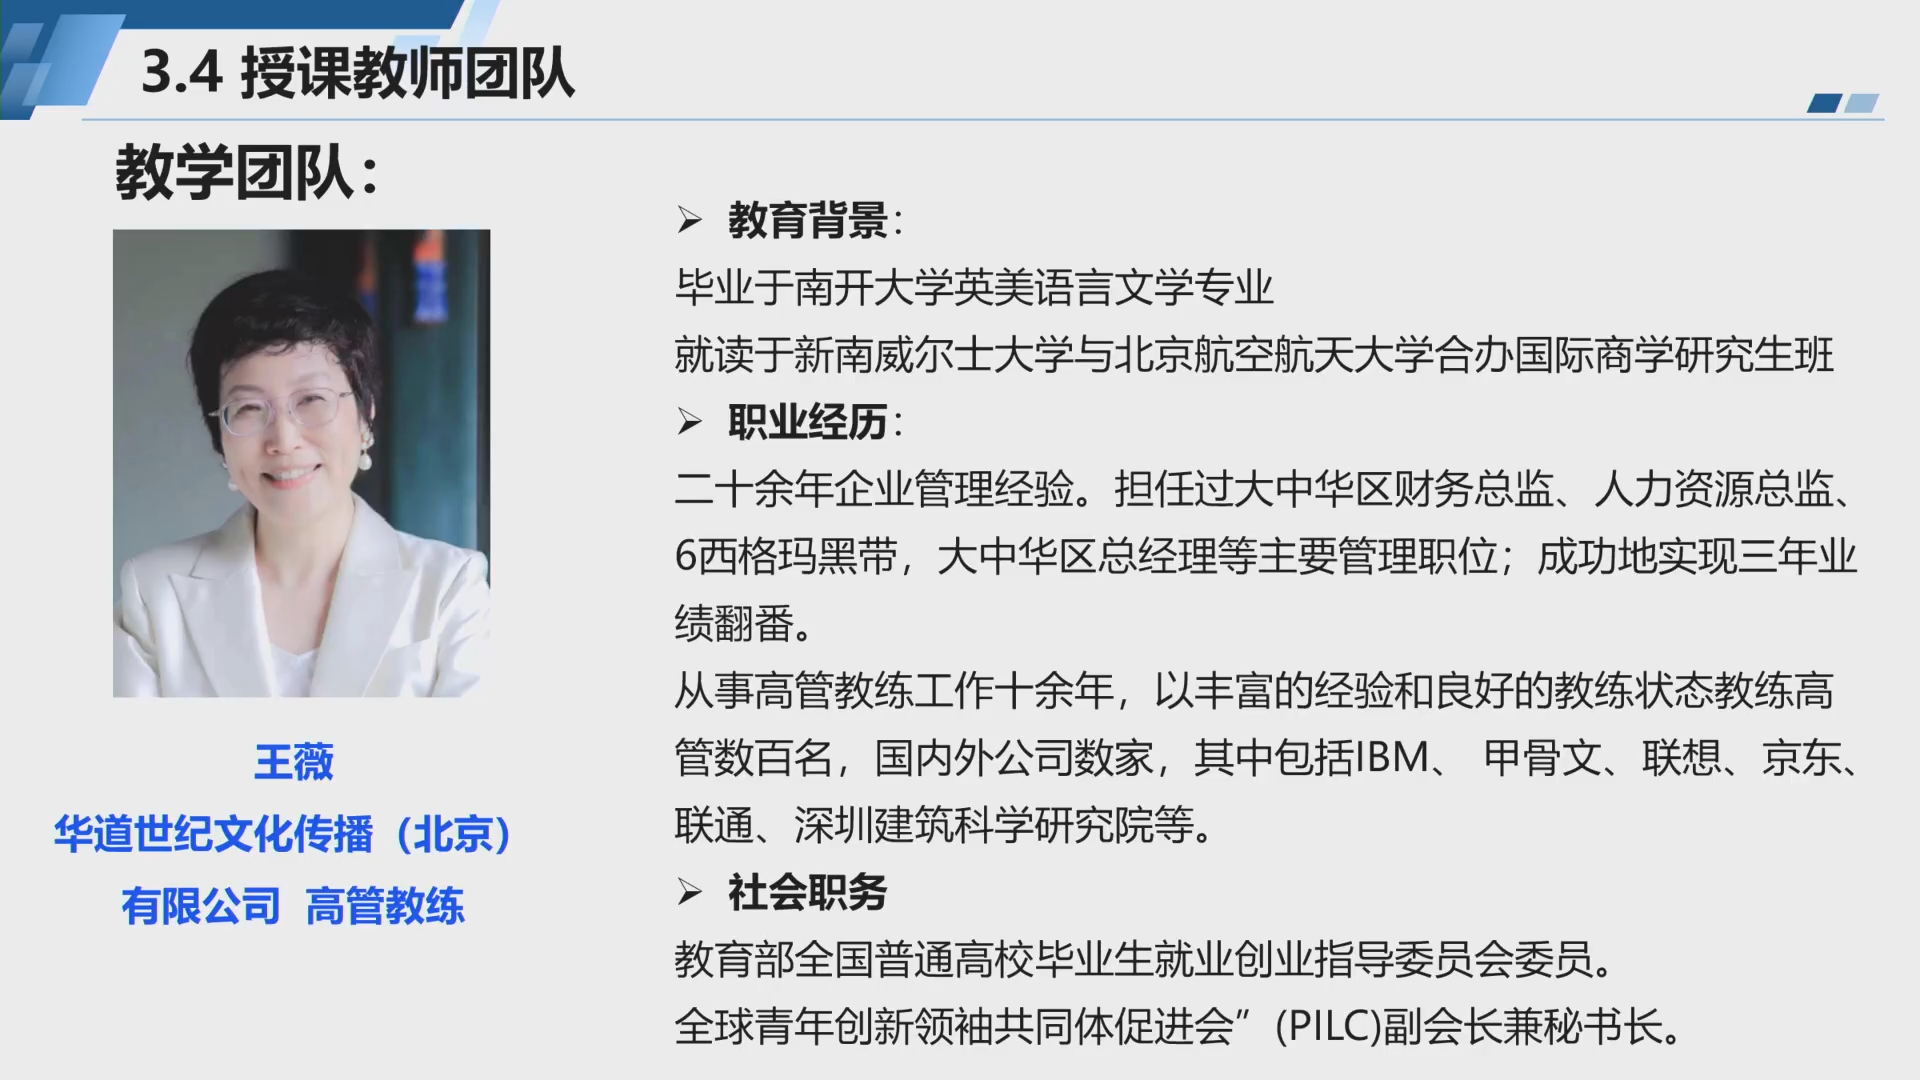 3.4 授课教师团队
教学团队：
王薇
华道世纪文化传播（北京）
有限公司 高管教练
➢ 教育背景：
毕业于南开大学英美语言文学专业
就读于新南威尔士大学与北京航空航天大学合办国际商学研究生班
➢ 职业经历：
二十余年企业管理经验。担任过大中华区财务总监、人力资源总监、
6西格玛黑带，大中华区总经理等主要管理职位；成功地实现三年业
绩翻番。
从事高管教练工作十余年，以丰富的经验和良好的教练状态教练高
管数百名，国内外公司数家，其中包括IBM、 甲骨文、联想、京东、
联通、深圳建筑科学研究院等。
➢ 社会职务
教育部全国普通高校毕业生就业创业指导委员会委员。
全球青年创新领袖共同体促进会”(PILC)副会长兼秘书长。